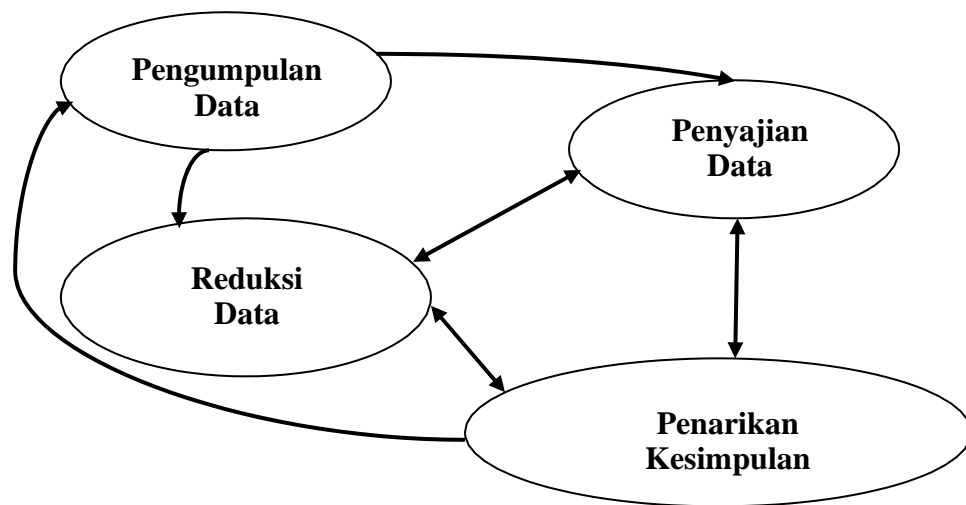 Pengumpulan
Data
Penyajian
Data
Reduksi
Data
Penarikan
Kesimpulan